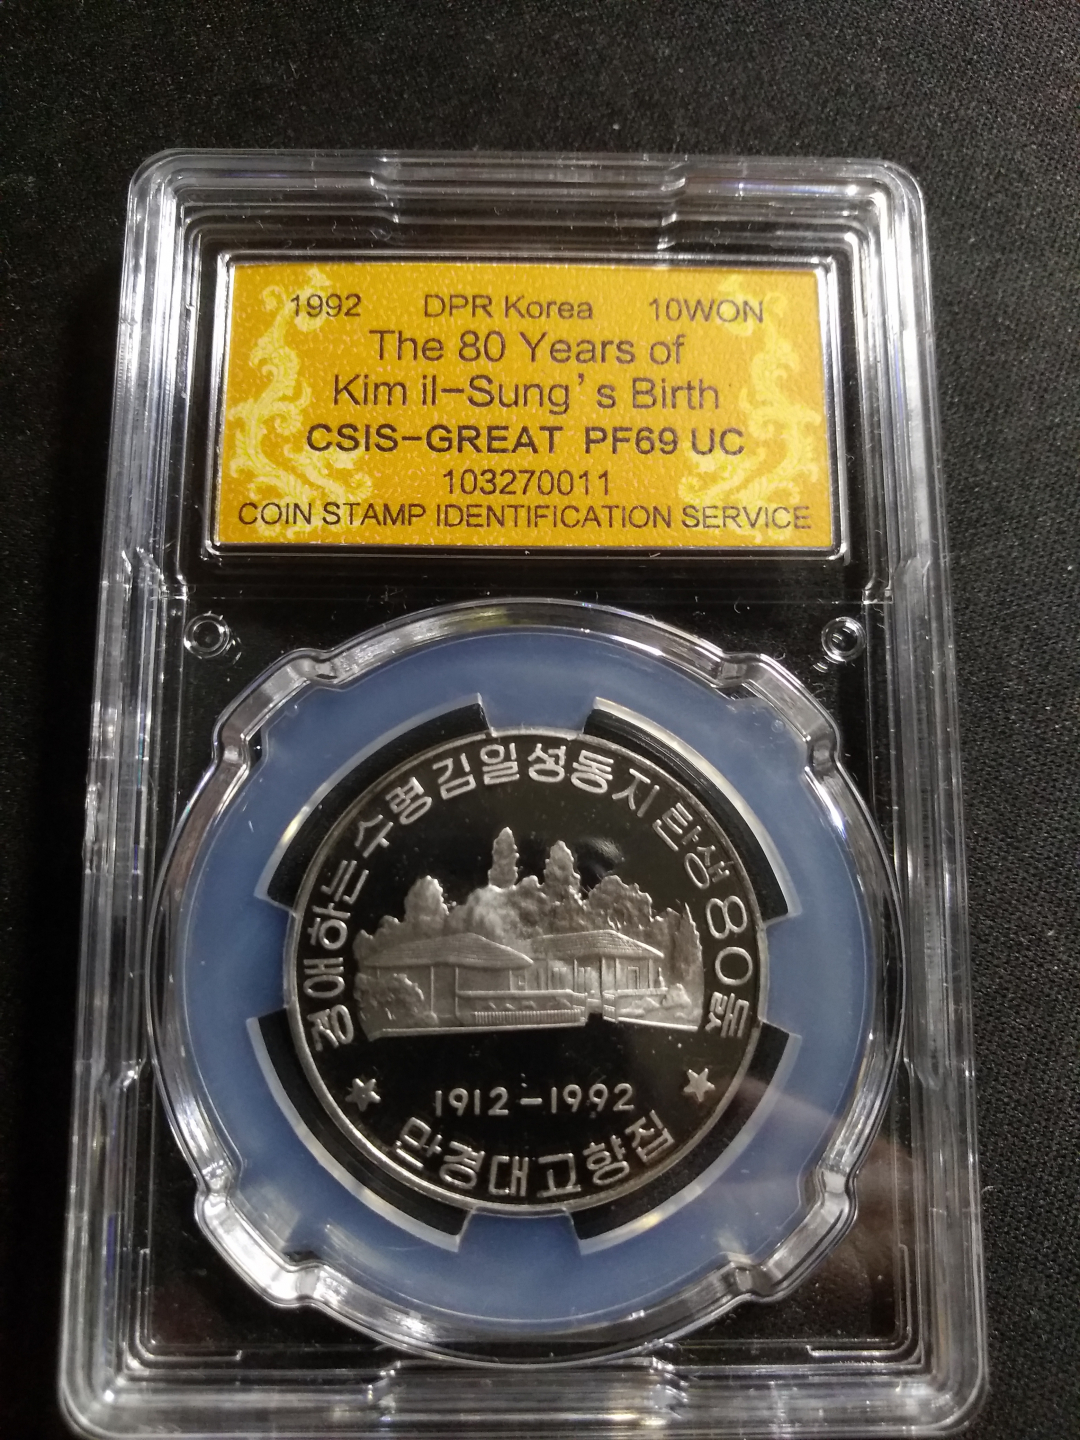 1992 DPR Korea 10WON
The 80 Years of
Kim il-Sung's Birth
CSIS-GREAT PF69 UC
103270011
COIN STAMP IDENTIFICATION SERVICE
경애하는수령김일성동지탄생80돐
1912-1992
만경대고향집